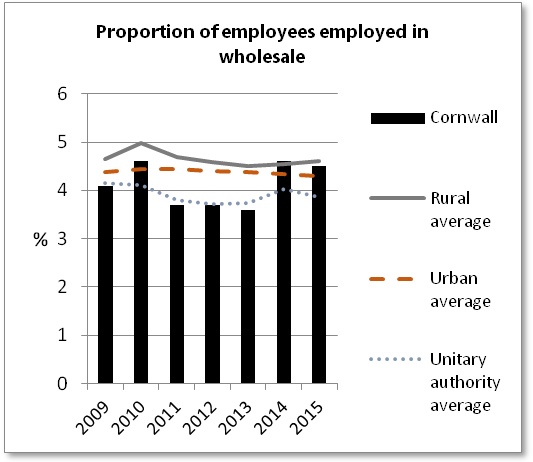 Proportion of employees employed in
wholesale
6
5
4
3
2
1
0
%
2009
2010
2011
2012
2013
2014
2015
Cornwall
Rural
average
Urban
average
Unitary
authority
average